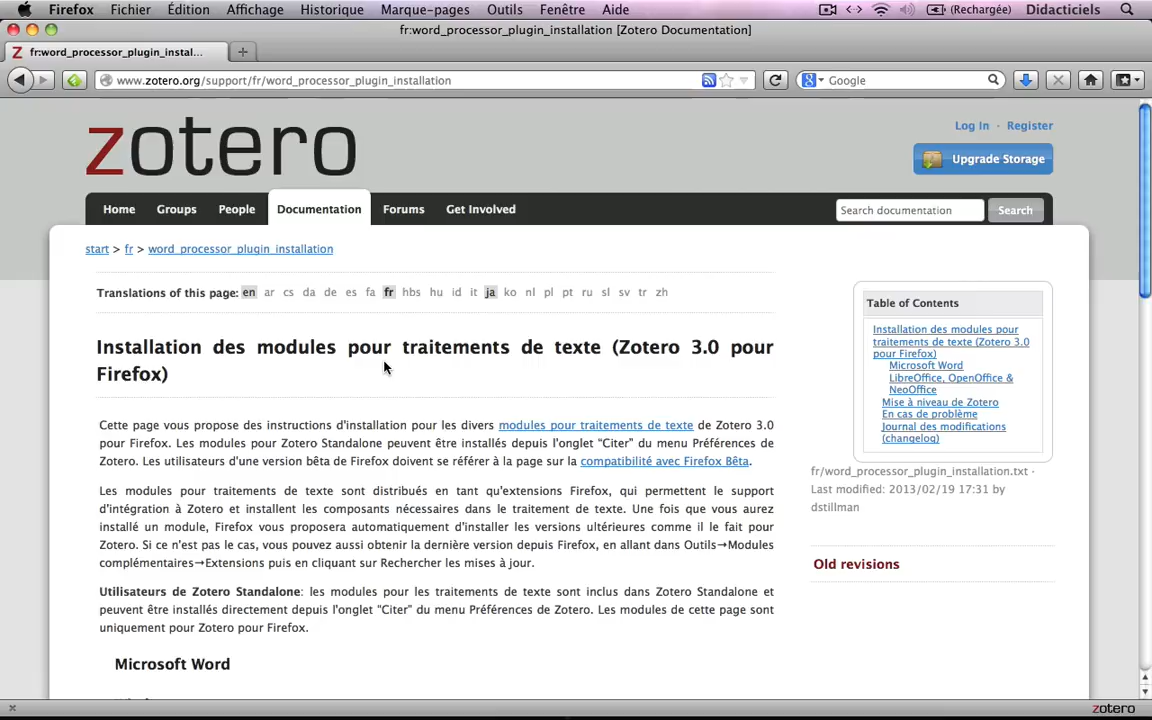 Firefox Fichier Édition Affichage Historique Marque-pages Outils Fenêtre Aide (Rechargée) Didacticiels
fr:word_processor_plugin_installation [Zotero Documentation]
Z fr:word_processor_plugin_instal...
www.zotero.org/support/fr/word_processor_plugin_installation
Google
zotero
Log In · Register
Upgrade Storage
Home Groups People Documentation Forums Get Involved
Search documentation Search
start > fr > word_processor_plugin_installation
Translations of this page: en ar cs da de es fa fr hbs hu id it ja ko nl pl pt ru sl sv tr zh
Installation des modules pour traitements de texte (Zotero 3.0 pour
Firefox)
Cette page vous propose des instructions d'installation pour les divers modules pour traitements de texte de Zotero 3.0
pour Firefox. Les modules pour Zotero Standalone peuvent être installés depuis l'onglet “Citer” du menu Préférences de
Zotero. Les utilisateurs d'une version bêta de Firefox doivent se référer à la page sur la compatibilité avec Firefox Bêta.
Les modules pour traitements de texte sont distribués en tant qu'extensions Firefox, qui permettent le support
d'intégration à Zotero et installent les composants nécessaires dans le traitement de texte. Une fois que vous aurez
installé un module, Firefox vous proposera automatiquement d'installer les versions ultérieures comme il le fait pour
Zotero. Si ce n'est pas le cas, vous pouvez aussi obtenir la dernière version depuis Firefox, en allant dans Outils→Modules
complémentaires→Extensions puis en cliquant sur Rechercher les mises à jour.
Utilisateurs de Zotero Standalone: les modules pour les traitements de texte sont inclus dans Zotero Standalone et
peuvent être installés directement depuis l'onglet “Citer” du menu Préférences de Zotero. Les modules de cette page sont
uniquement pour Zotero pour Firefox.
Microsoft Word
Table of Contents
Installation des modules pour
traitements de texte (Zotero 3.0
pour Firefox)
Microsoft Word
LibreOffice, OpenOffice &
NeoOffice
Mise à niveau de Zotero
En cas de problème
Journal des modifications
(changelog)
fr/word_processor_plugin_installation.txt ·
Last modified: 2013/02/19 17:31 by
dstillman
Old revisions
zotero